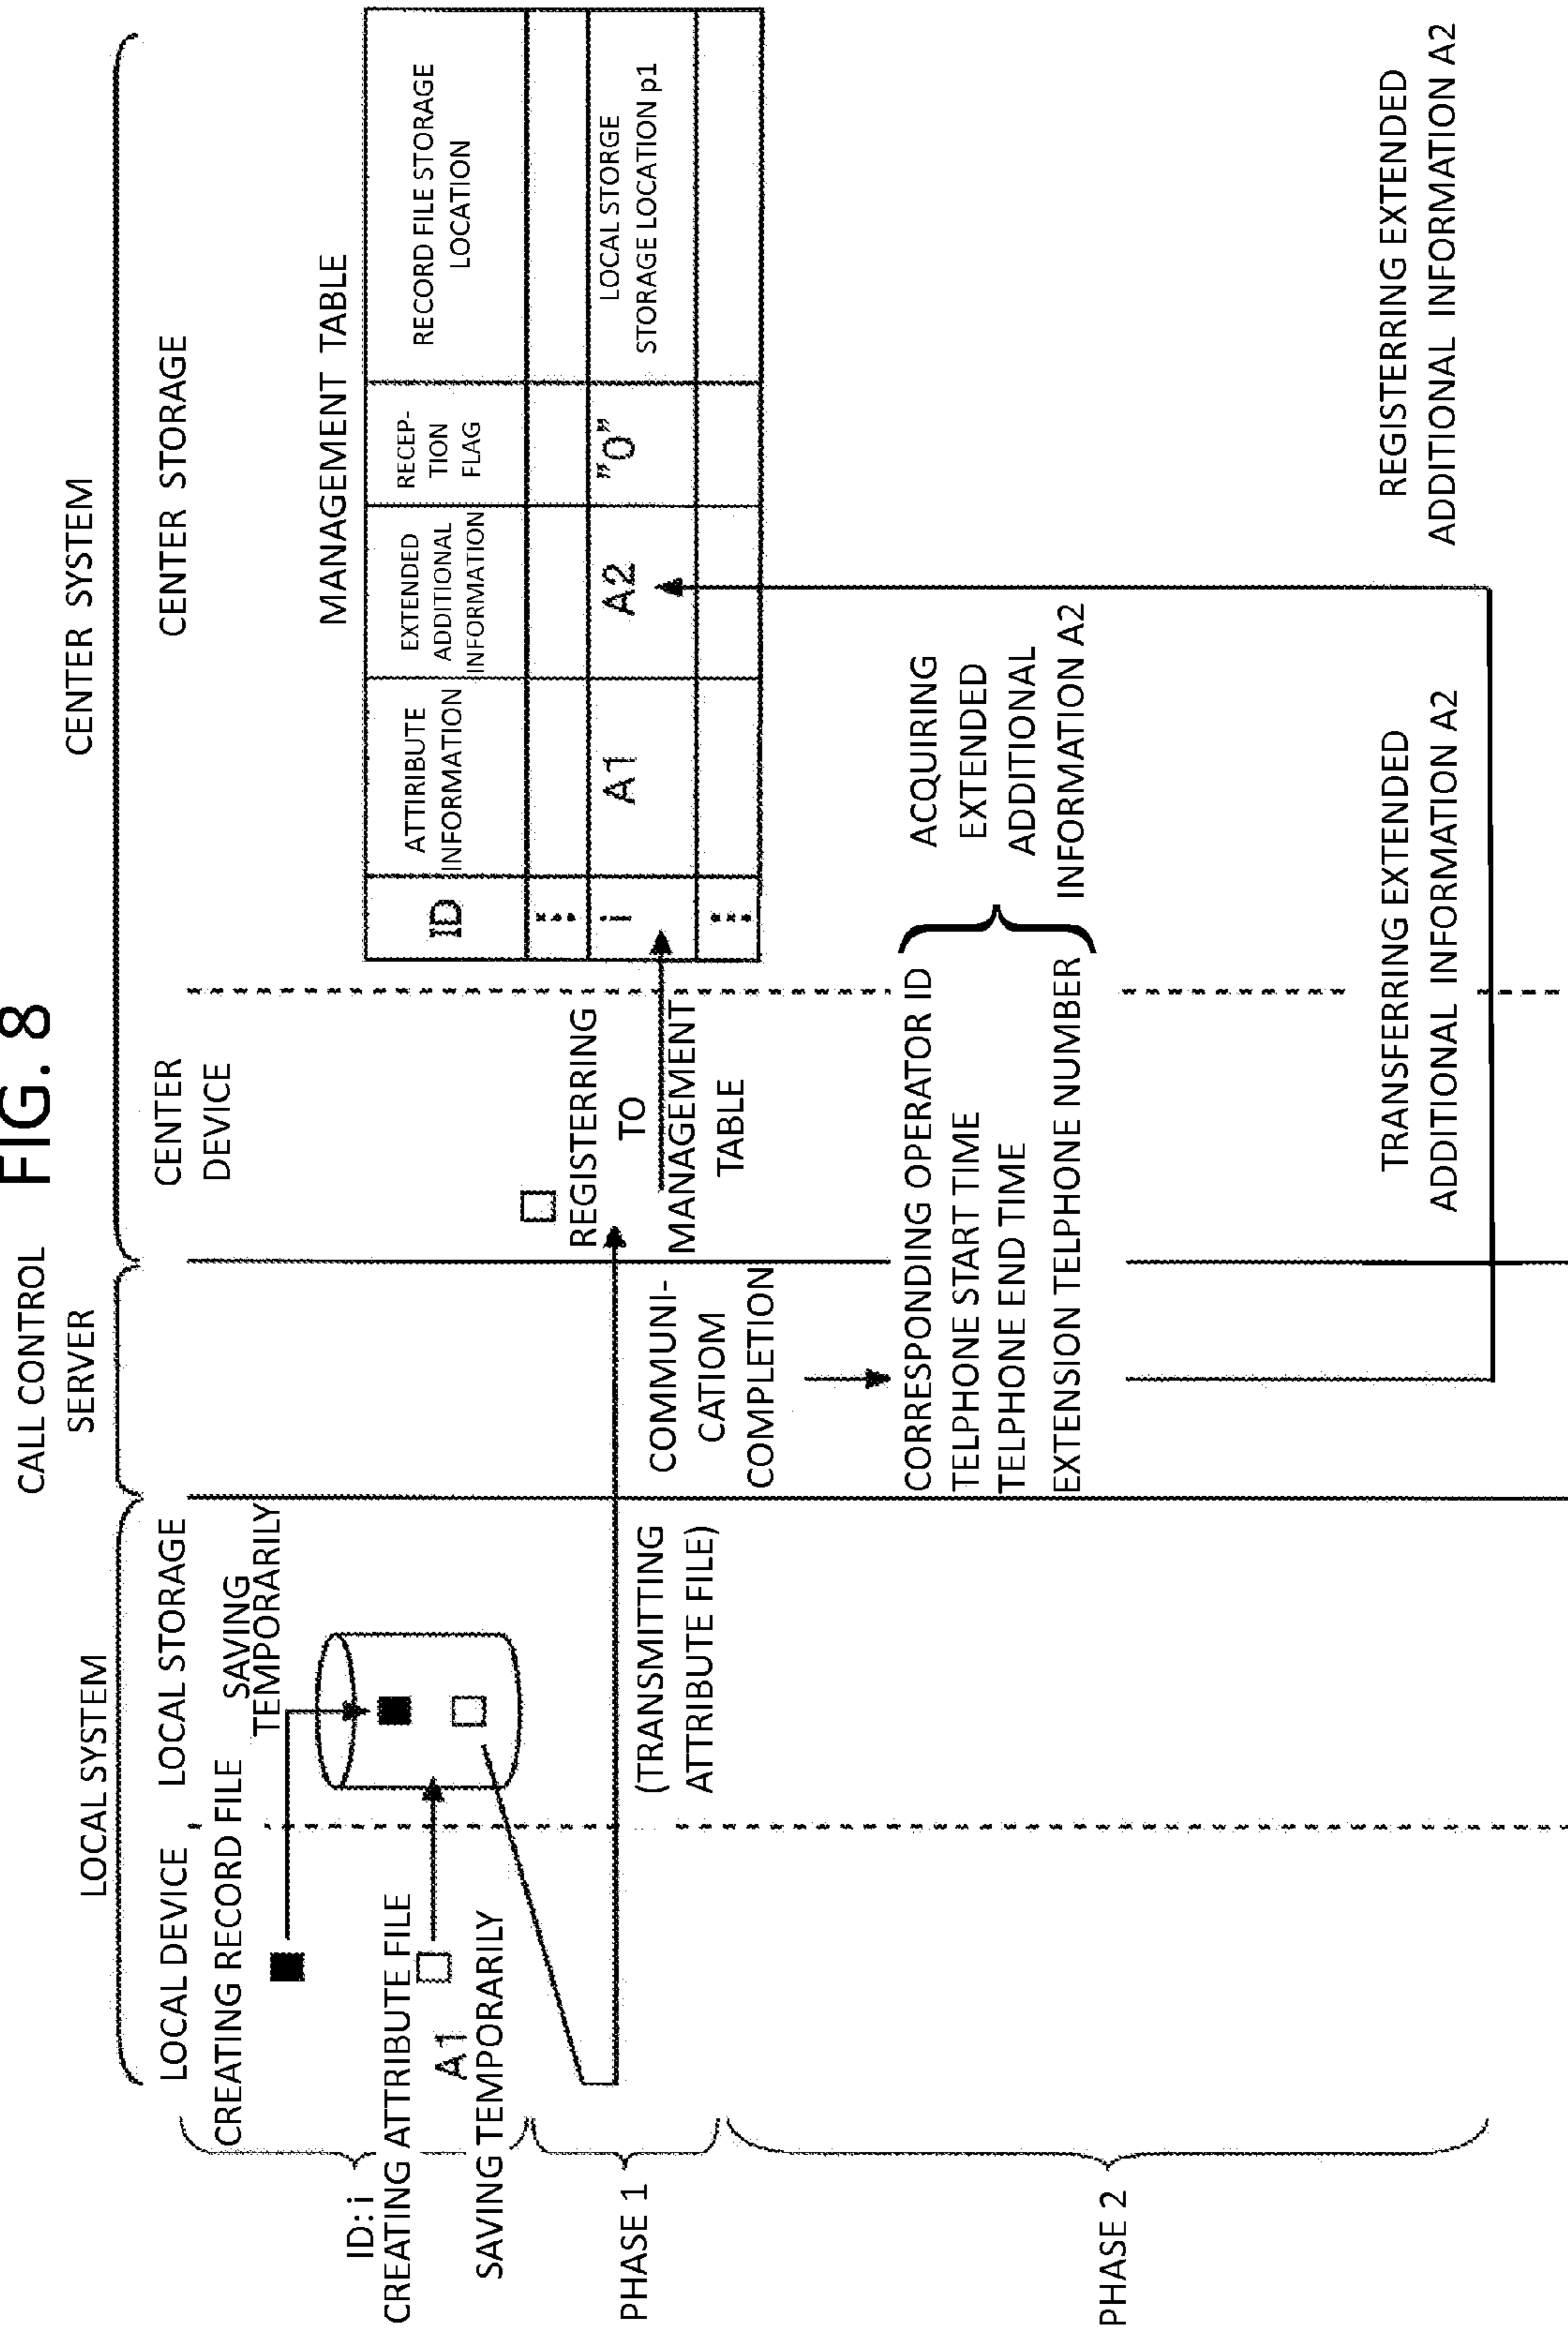 FIG. 8
LOCAL SYSTEM
CALL CONTROL
SERVER
CENTER SYSTEM
LOCAL DEVICE
LOCAL STORAGE
CENTER
DEVICE
CENTER STORAGE
CREATING RECORD FILE
SAVING
TEMPORARILY
ID: i
CREATING ATTRIBUTE FILE
A1
SAVING TEMPORARILY
MANAGEMENT TABLE
ID
ATTIRIBUTE
INFORMATION
EXTENDED
ADDITIONAL
INFORMATION
RECEP-
TION
FLAG
RECORD FILE STORAGE
LOCATION
i
A1
A2
"0"
LOCAL STORGE
STORAGE LOCATION p1
PHASE 1
(TRANSMITTING
ATTRIBUTE FILE)
REGISTERRING
TO
MANAGEMENT
TABLE
COMMUNI-
CATIOM
COMPLETION
PHASE 2
CORRESPONDING OPERATOR ID
TELPHONE START TIME
TELPHONE END TIME
EXTENSION TELPHONE NUMBER
ACQUIRING
EXTENDED
ADDITIONAL
INFORMATION A2
TRANSFERRING EXTENDED
ADDITIONAL INFORMATION A2
REGISTERRING EXTENDED
ADDITIONAL INFORMATION A2